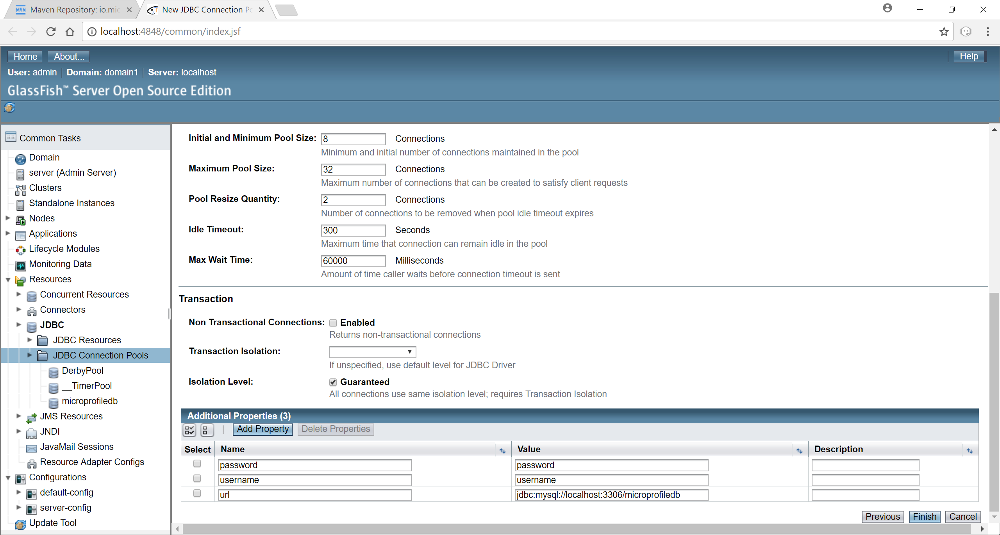 Maven Repository: io.mic
New JDBC Connection Po
localhost:4848/common/index.jsf
Home About... Help
User: admin Domain: domain1 Server: localhost
GlassFish™ Server Open Source Edition
Common Tasks
Domain
server (Admin Server)
Clusters
Standalone Instances
Nodes
Applications
Lifecycle Modules
Monitoring Data
Resources
Concurrent Resources
Connectors
JDBC
JDBC Resources
JDBC Connection Pools
DerbyPool
__TimerPool
microprofiledb
JMS Resources
JNDI
JavaMail Sessions
Resource Adapter Configs
Configurations
default-config
server-config
Update Tool
Initial and Minimum Pool Size: 8 Connections
Minimum and initial number of connections maintained in the pool
Maximum Pool Size: 32 Connections
Maximum number of connections that can be created to satisfy client requests
Pool Resize Quantity: 2 Connections
Number of connections to be removed when pool idle timeout expires
Idle Timeout: 300 Seconds
Maximum time that connection can remain idle in the pool
Max Wait Time: 60000 Milliseconds
Amount of time caller waits before connection timeout is sent
Transaction
Non Transactional Connections: Enabled
Returns non-transactional connections
Transaction Isolation:
If unspecified, use default level for JDBC Driver
Isolation Level: Guaranteed
All connections use same isolation level; requires Transaction Isolation
Additional Properties (3)
Add Property Delete Properties
Select Name Value Description
password password
username username
url jdbc:mysql://localhost:3306/microprofiledb
Previous Finish Cancel